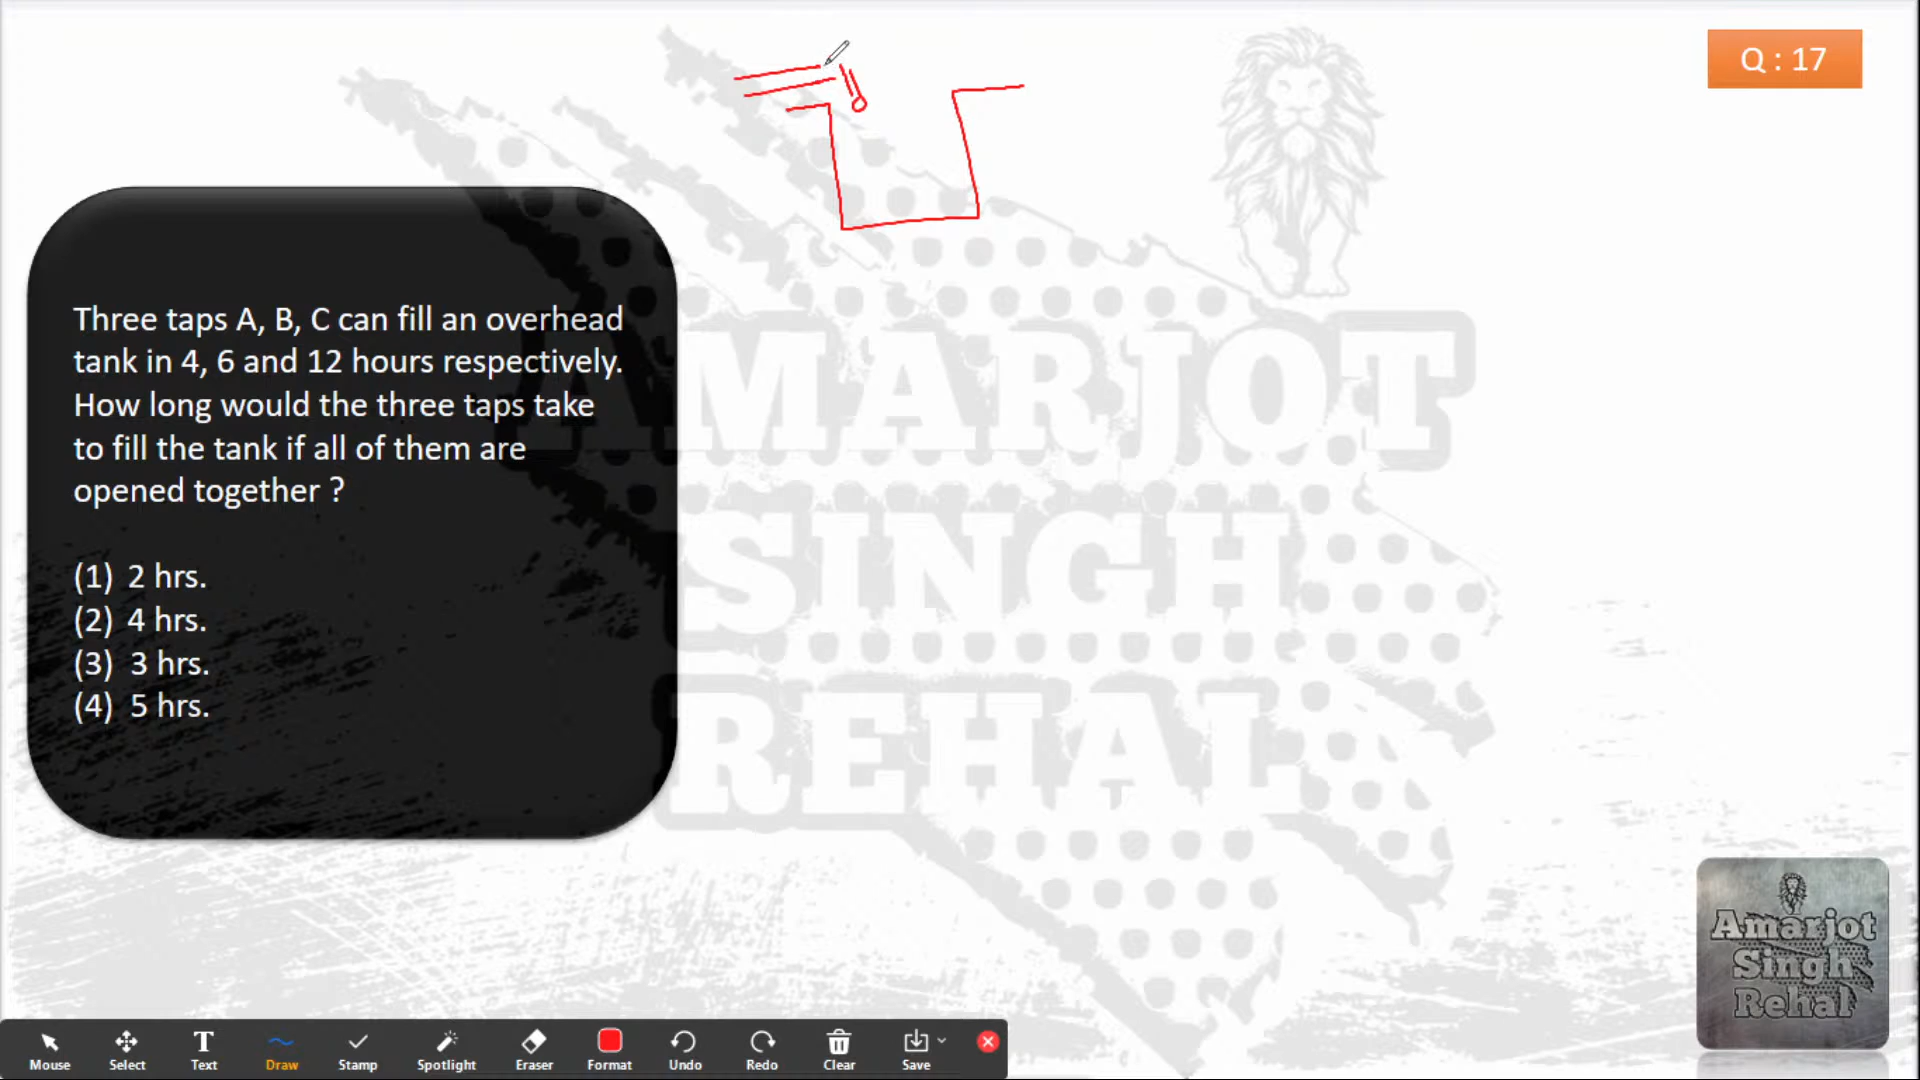 Q : 17
Three taps A, B, C can fill an overhead
tank in 4, 6 and 12 hours respectively.
How long would the three taps take
to fill the tank if all of them are
opened together ?
(1) 2 hrs.
(2) 4 hrs.
(3) 3 hrs.
(4) 5 hrs.
AMARJOT
SINGH
REHAL
Amarjot
Singh
Rehal
Mouse
Select
Text
Draw
Stamp
Spotlight
Eraser
Format
Undo
Redo
Clear
Save